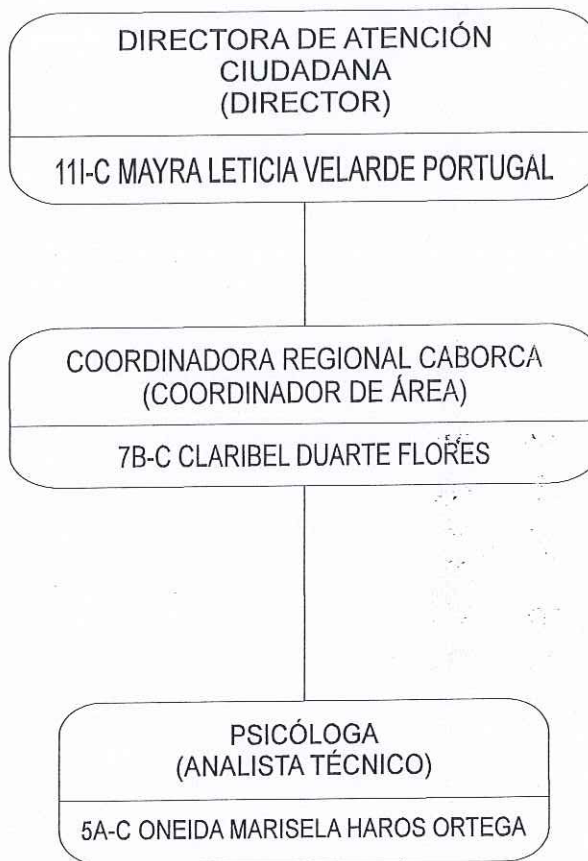 DIRECTORA DE ATENCIÓN
CIUDADANA
(DIRECTOR)
11I-C MAYRA LETICIA VELARDE PORTUGAL
COORDINADORA REGIONAL CABORCA
(COORDINADOR DE ÁREA)
7B-C CLARIBEL DUARTE FLORES
PSICÓLOGA
(ANALISTA TÉCNICO)
5A-C ONEIDA MARISELA HAROS ORTEGA